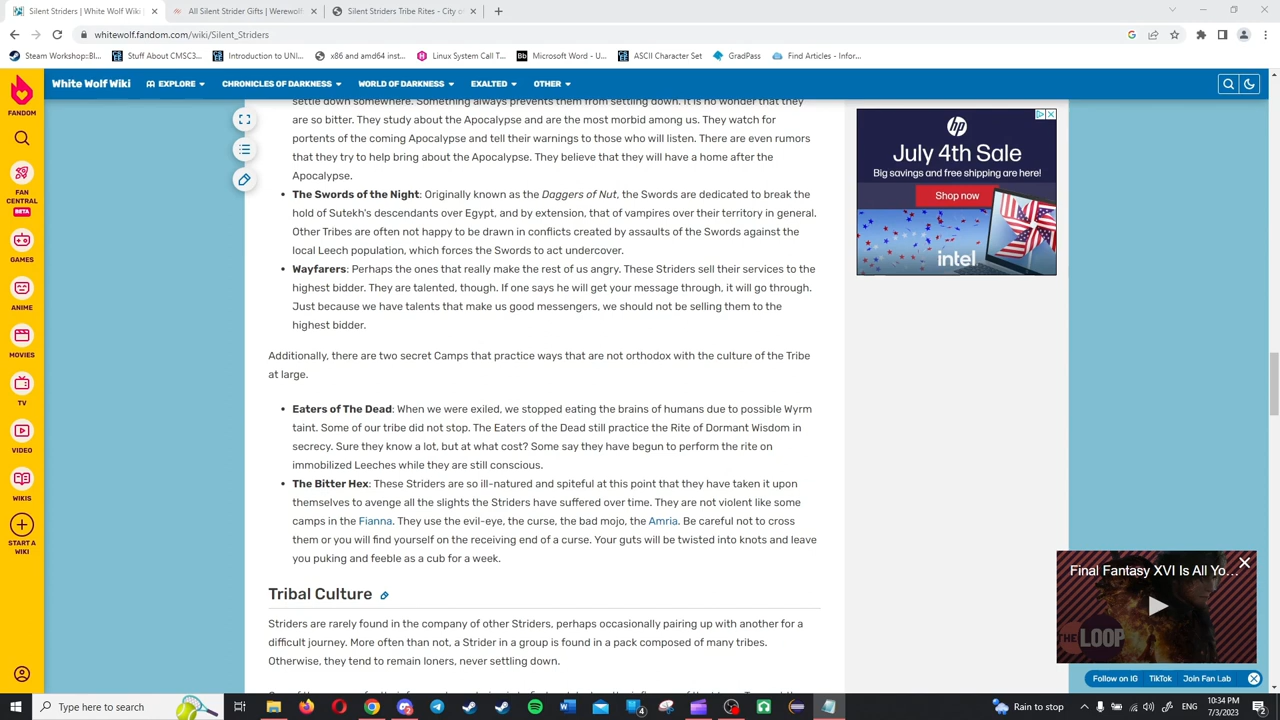 Silent Striders | White Wolf Wiki
All Silent Strider Gifts | Werewolf
Silent Striders Tribe Rites - City o
whitewolf.fandom.com/wiki/Silent_Striders
Steam Workshop::Bl...
Stuff About CMSC3...
Introduction to UNI...
x86 and amd64 inst...
Linux System Call T...
Microsoft Word - U...
ASCII Character Set
GradPass
Find Articles - Infor...
FANDOM
White Wolf Wiki
EXPLORE
CHRONICLES OF DARKNESS
WORLD OF DARKNESS
EXALTED
OTHER
FAN CENTRAL
BETA
GAMES
ANIME
MOVIES
TV
VIDEO
WIKIS
START A WIKI
settle down somewhere. Something always prevents them from settling down. It is no wonder that they
are so bitter. They study about the Apocalypse and are the most morbid among us. They watch for
portents of the coming Apocalypse and tell their warnings to those who will listen. There are even rumors
that they try to help bring about the Apocalypse. They believe that they will have a home after the
Apocalypse.
• The Swords of the Night: Originally known as the Daggers of Nut, the Swords are dedicated to break the
hold of Sutekh's descendants over Egypt, and by extension, that of vampires over their territory in general.
Other Tribes are often not happy to be drawn in conflicts created by assaults of the Swords against the
local Leech population, which forces the Swords to act undercover.
• Wayfarers: Perhaps the ones that really make the rest of us angry. These Striders sell their services to the
highest bidder. They are talented, though. If one says he will get your message through, it will go through.
Just because we have talents that make us good messengers, we should not be selling them to the
highest bidder.
Additionally, there are two secret Camps that practice ways that are not orthodox with the culture of the Tribe
at large.
• Eaters of The Dead: When we were exiled, we stopped eating the brains of humans due to possible Wyrm
taint. Some of our tribe did not stop. The Eaters of the Dead still practice the Rite of Dormant Wisdom in
secrecy. Sure they know a lot, but at what cost? Some say they have begun to perform the rite on
immobilized Leeches while they are still conscious.
• The Bitter Hex: These Striders are so ill-natured and spiteful at this point that they have taken it upon
themselves to avenge all the slights the Striders have suffered over time. They are not violent like some
camps in the Fianna. They use the evil-eye, the curse, the bad mojo, the Amria. Be careful not to cross
them or you will find yourself on the receiving end of a curse. Your guts will be twisted into knots and leave
you puking and feeble as a cub for a week.
Tribal Culture
Striders are rarely found in the company of other Striders, perhaps occasionally pairing up with another for a
difficult journey. More often than not, a Strider in a group is found in a pack composed of many tribes.
Otherwise, they tend to remain loners, never settling down.
hp
July 4th Sale
Big savings and free shipping are here!
Shop now
intel
Final Fantasy XVI Is All Yo...
THE LOOP
Follow on IG
TikTok
Join Fan Lab
Type here to search
Rain to stop
ENG
10:34 PM
7/3/2023